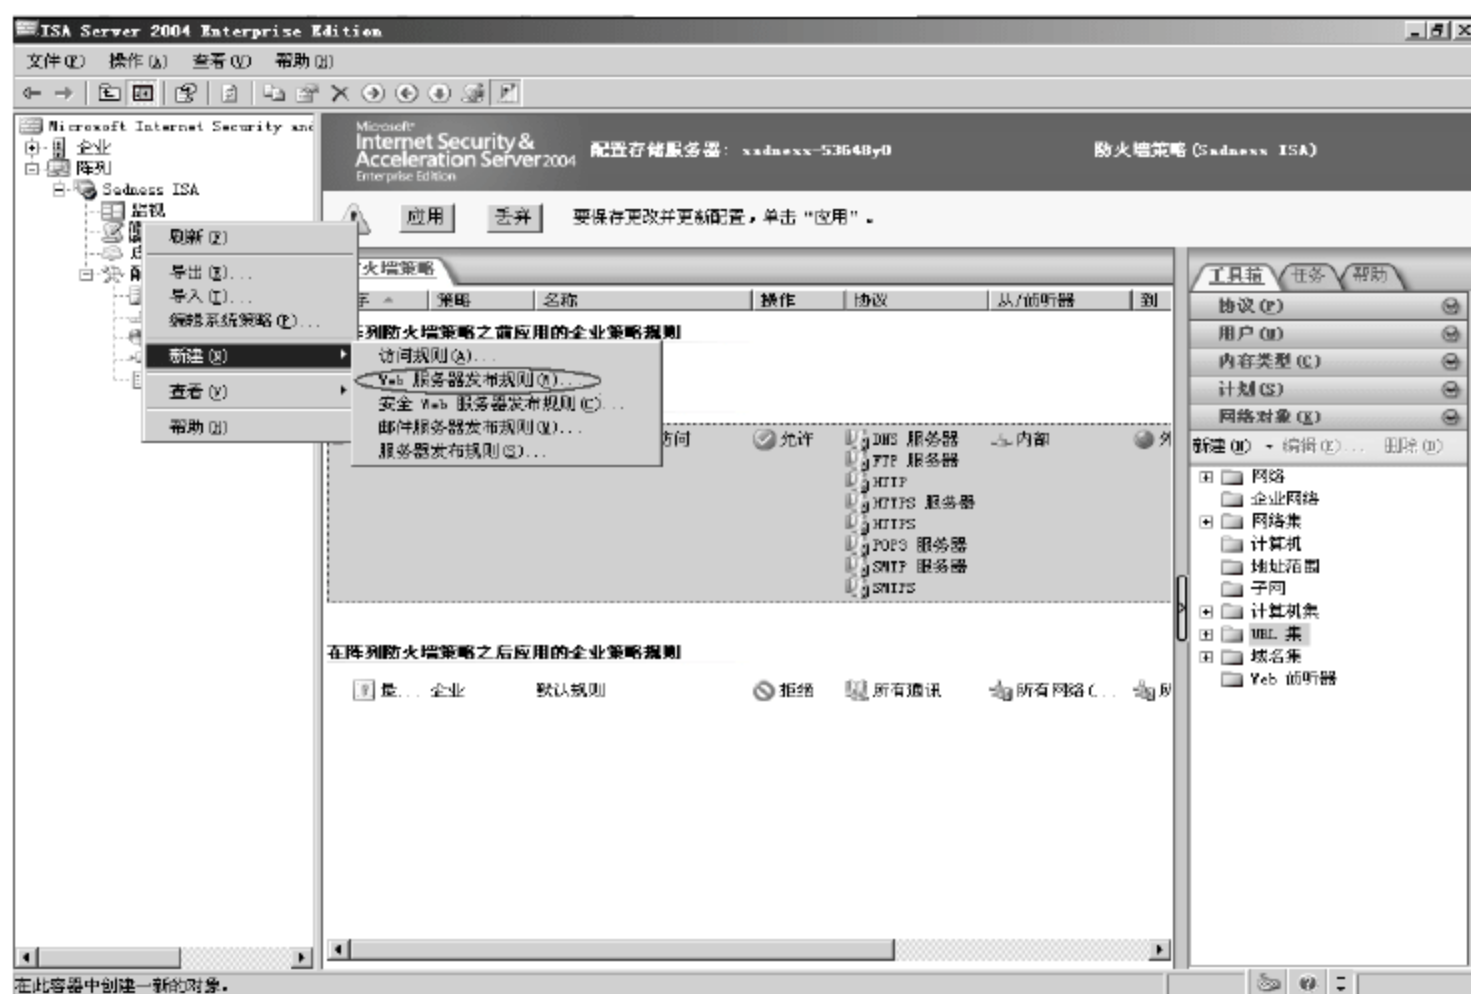 ISA Server 2004 Enterprise Edition
文件(F) 操作(A) 查看(V) 帮助(H)
Microsoft Internet Security and
企业
阵列
Sadness ISA
监视
Microsoft
Internet Security &
Acceleration Server 2004
Enterprise Edition
配置存储服务器: sadness-53648y0
防火墙策略(Sadness ISA)
应用 丢弃 要保存更改并更新配置，单击“应用”。
刷新(F)
导出(E)...
导入(I)...
编辑系统策略(P)...
新建(N)
查看(V)
帮助(H)
访问规则(A)...
Web 服务器发布规则(W)...
安全 Web 服务器发布规则(C)...
邮件服务器发布规则(M)...
服务器发布规则(S)...
火墙策略
序 策略 名称 操作 协议 从/侦听器 到
阵列防火墙策略之前应用的企业策略规则
访问 允许 DNS 服务器 内部 外
FTP 服务器
HTTP
HTTPS 服务器
HTTPS
POP3 服务器
SMTP 服务器
SMTPS
在阵列防火墙策略之后应用的企业策略规则
最... 企业 默认规则 拒绝 所有通讯 所有网络(... 所
工具箱 任务 帮助
协议(P)
用户(U)
内容类型(C)
计划(S)
网络对象(K)
新建(N) 编辑(E)... 删除(D)
网络
企业网络
网络集
计算机
地址范围
子网
计算机集
URL 集
域名集
Web 侦听器
在此容器中创建一新的对象。